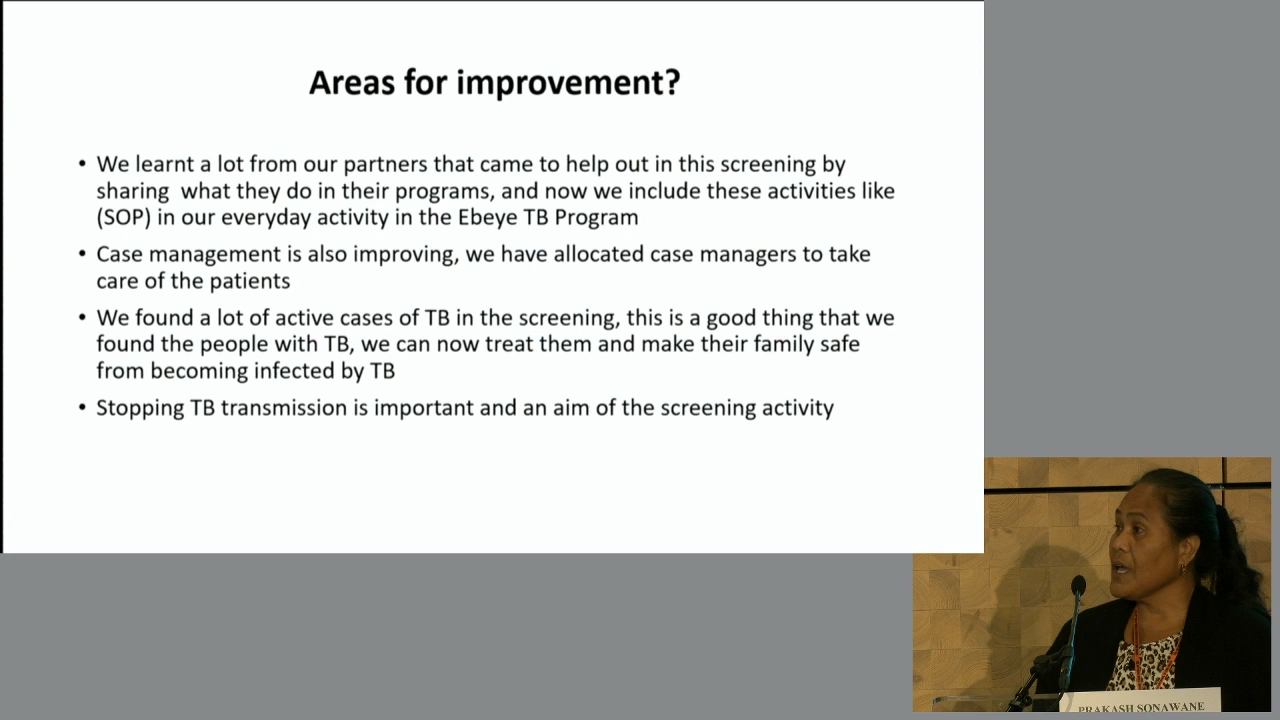 Areas for improvement?
• We learnt a lot from our partners that came to help out in this screening by
sharing  what they do in their programs, and now we include these activities like
(SOP) in our everyday activity in the Ebeye TB Program
• Case management is also improving, we have allocated case managers to take
care of the patients
• We found a lot of active cases of TB in the screening, this is a good thing that we
found the people with TB, we can now treat them and make their family safe
from becoming infected by TB
• Stopping TB transmission is important and an aim of the screening activity
PRAKASH SONAWANE